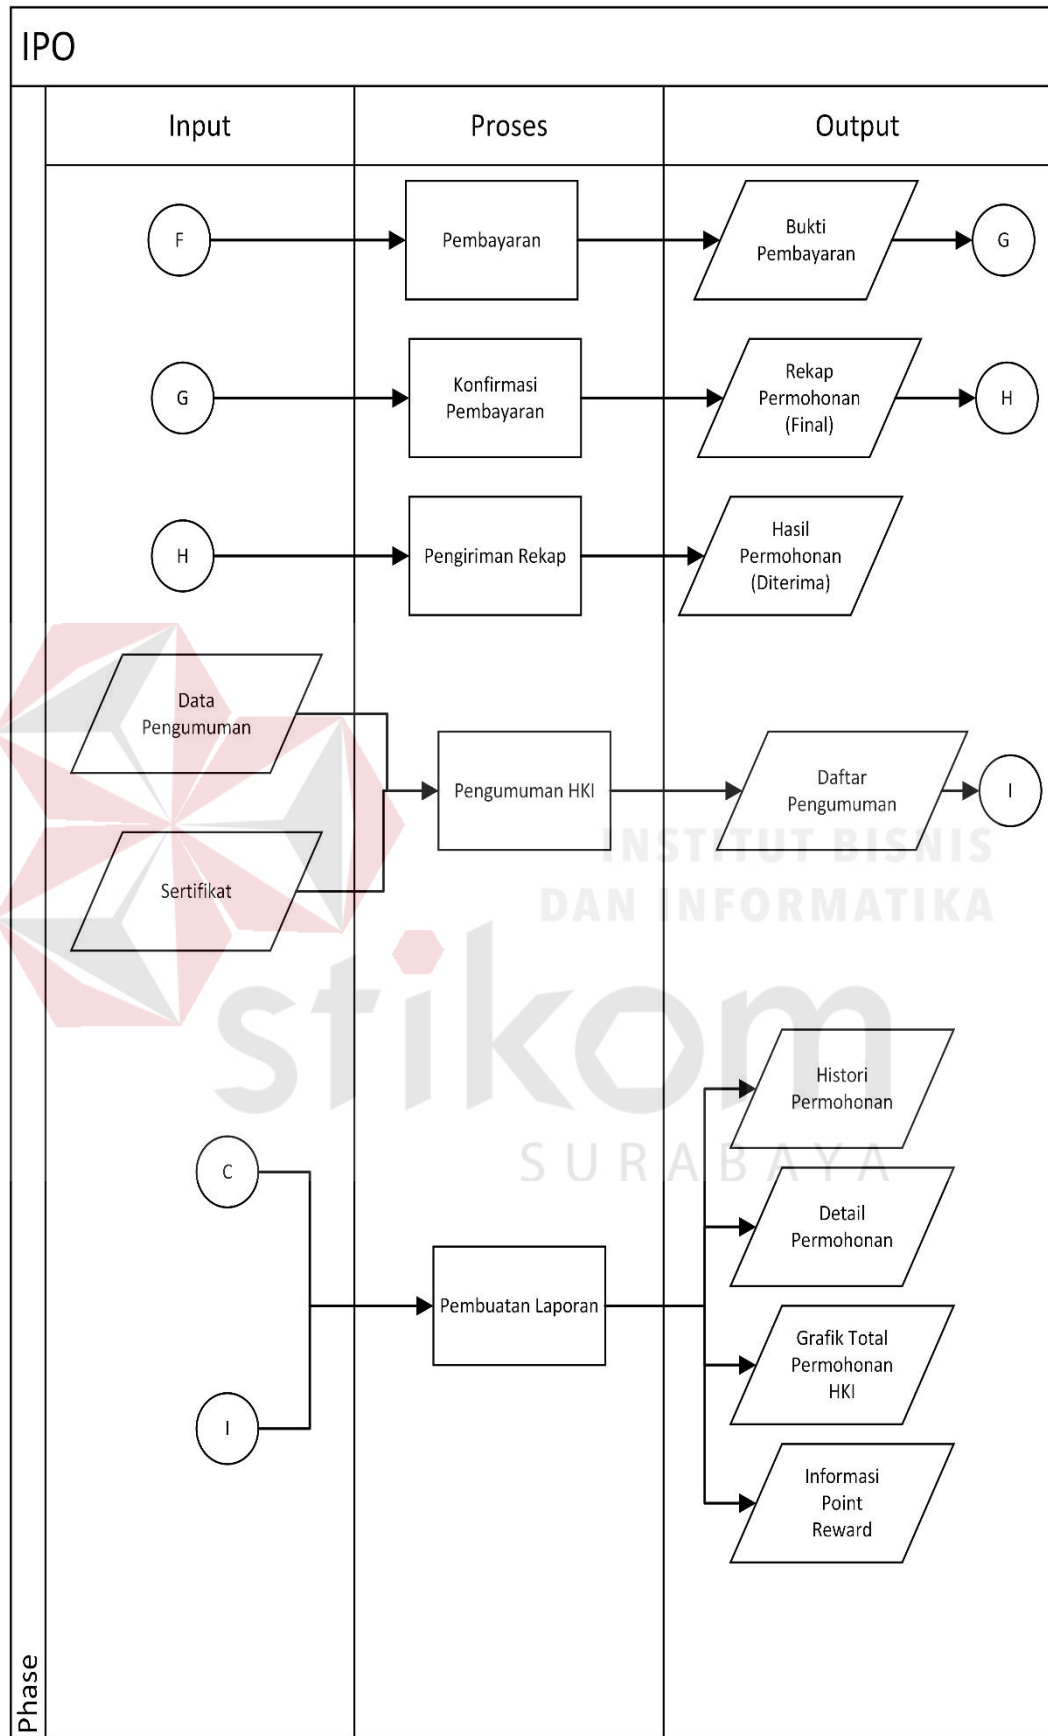 IPO
Input
Proses
Output
F
Pembayaran
Bukti
Pembayaran
G
G
Konfirmasi
Pembayaran
Rekap
Permohonan
(Final)
H
H
Pengiriman Rekap
Hasil
Permohonan
(Diterima)
Data
Pengumuman
Sertifikat
Pengumuman HKI
Daftar
Pengumuman
I
INSTITUT BISNIS
DAN INFORMATIKA
stikom
SURABAYA
C
I
Pembuatan Laporan
Histori
Permohonan
Detail
Permohonan
Grafik Total
Permohonan
HKI
Informasi
Point
Reward
Phase